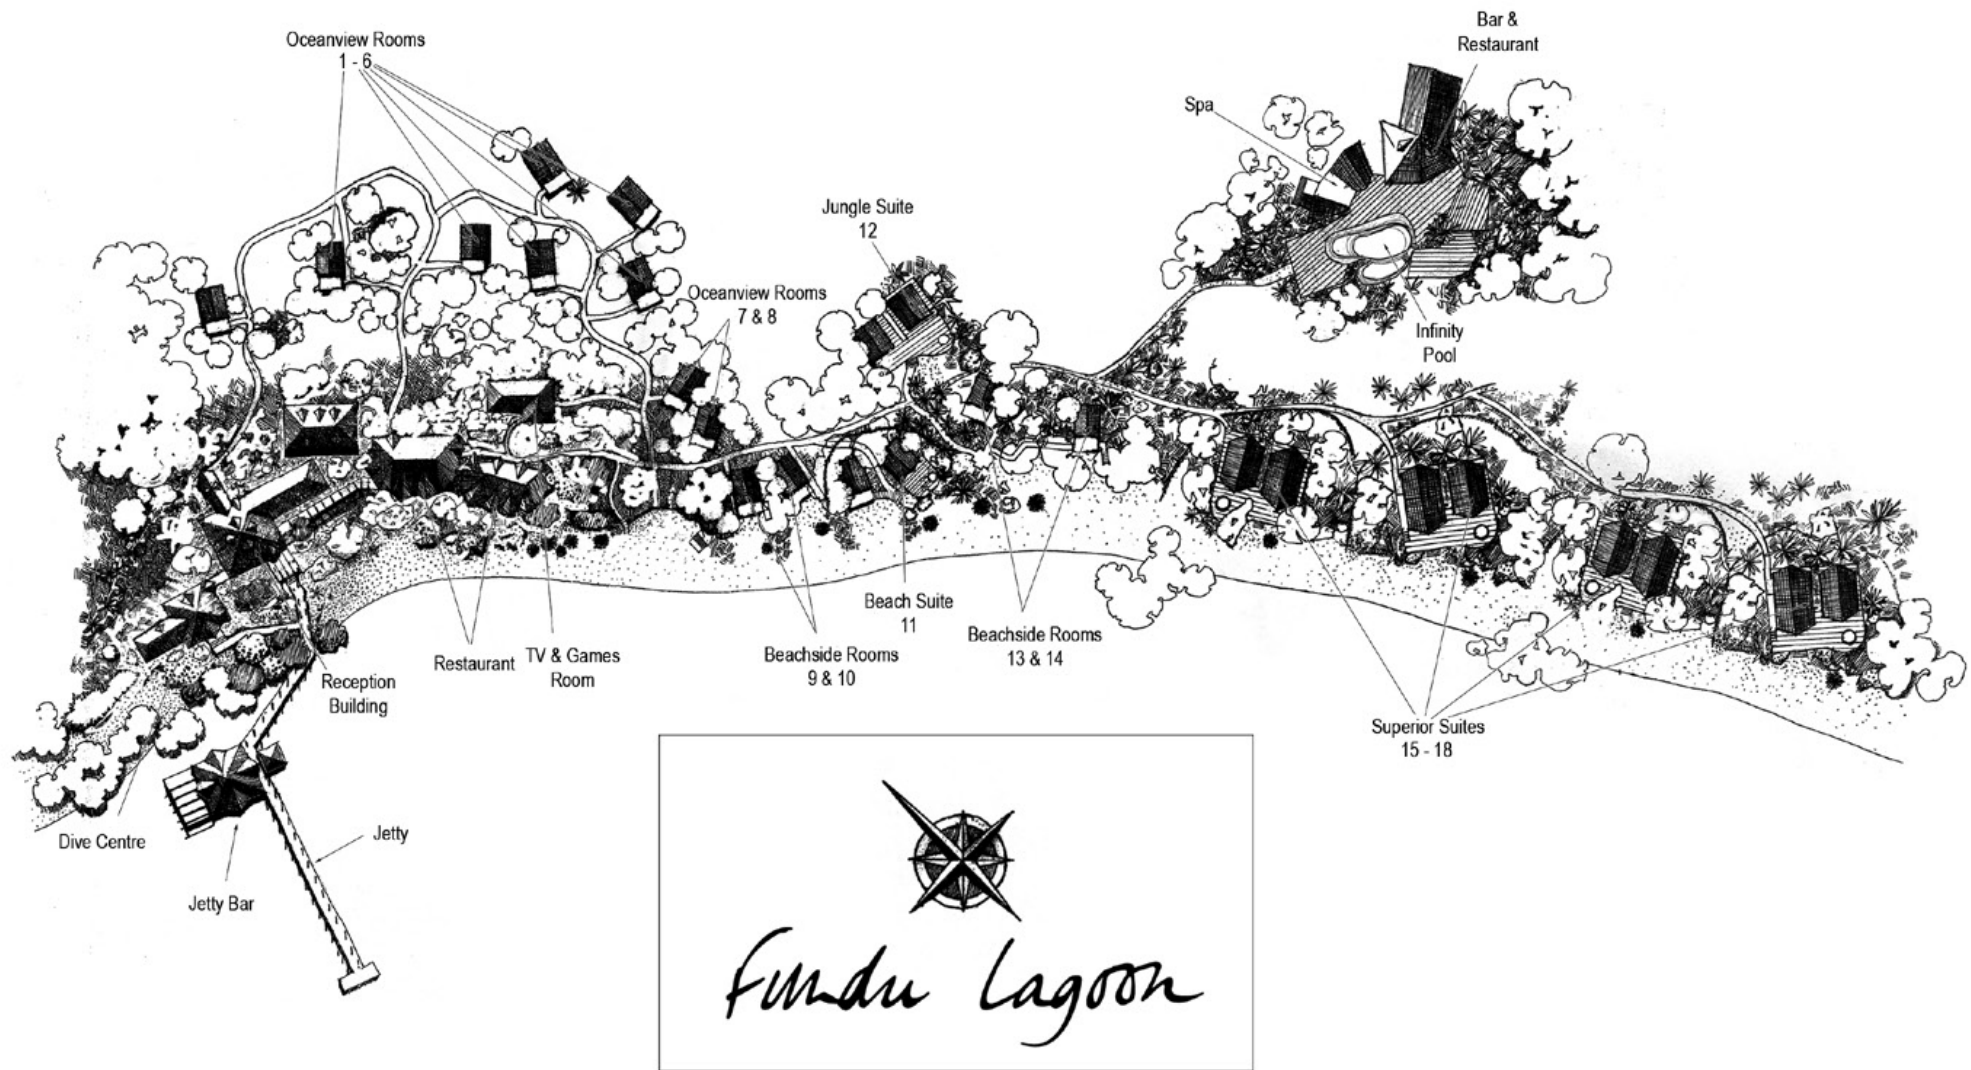 Oceanview Rooms
1 - 6
Bar &
Restaurant
Spa
Jungle Suite
12
Oceanview Rooms
7 & 8
Infinity
Pool
Beach Suite
11
Beachside Rooms
13 & 14
Restaurant
TV & Games
Room
Beachside Rooms
9 & 10
Reception
Building
Superior Suites
15 - 18
Dive Centre
Jetty
Jetty Bar
Fundu Lagoon